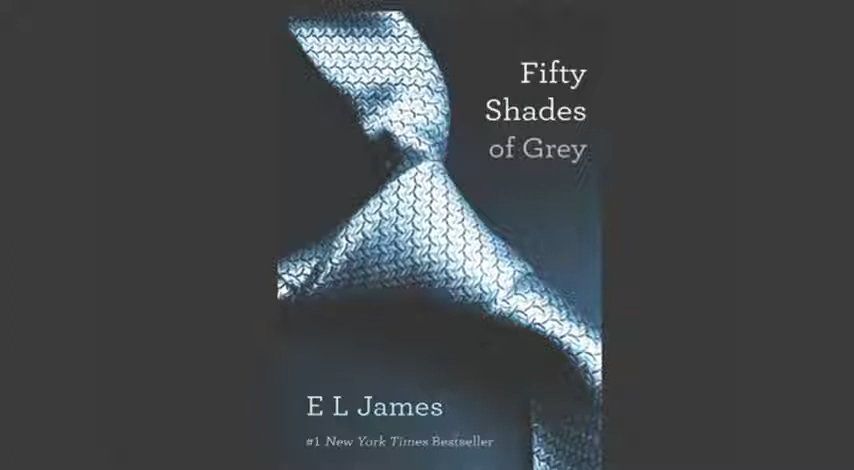 Fifty
Shades
of Grey
E L James
#1 New York Times Bestseller